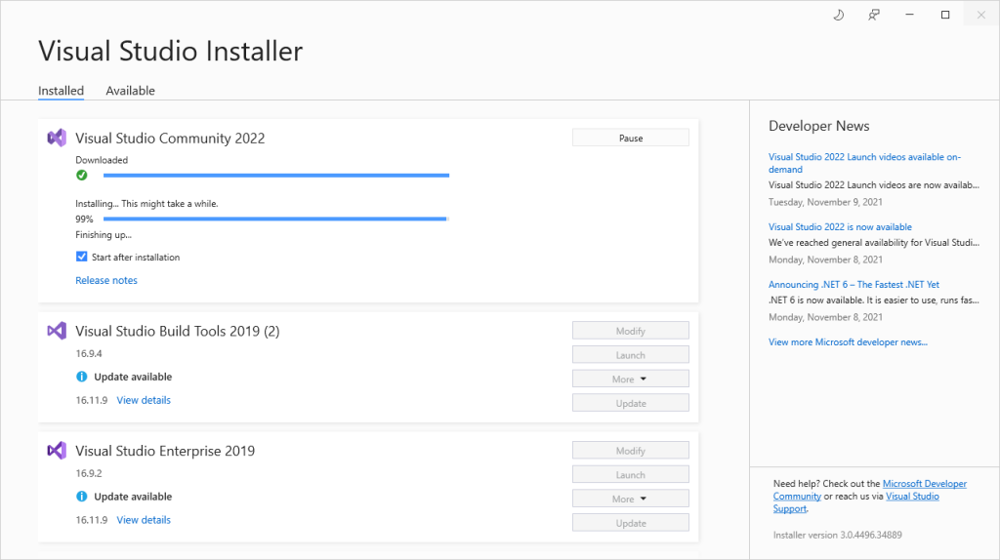 Visual Studio Installer
Installed
Available
Visual Studio Community 2022
Pause
Downloaded
Installing... This might take a while.
99%
Finishing up...
Start after installation
Release notes
Visual Studio Build Tools 2019 (2)
16.9.4
Update available
16.11.9 View details
Modify
Launch
More
Update
Visual Studio Enterprise 2019
16.9.2
Update available
16.11.9 View details
Modify
Launch
More
Update
Developer News
Visual Studio 2022 Launch videos available on-
demand
Visual Studio 2022 Launch videos are now availab...
Tuesday, November 9, 2021
Visual Studio 2022 is now available
We've reached general availability for Visual Studi...
Monday, November 8, 2021
Announcing .NET 6 – The Fastest .NET Yet
.NET 6 is now available. It is easier to use, runs fas...
Monday, November 8, 2021
View more Microsoft developer news...
Need help? Check out the Microsoft Developer
Community or reach us via Visual Studio
Support.
Installer version 3.0.4496.34889